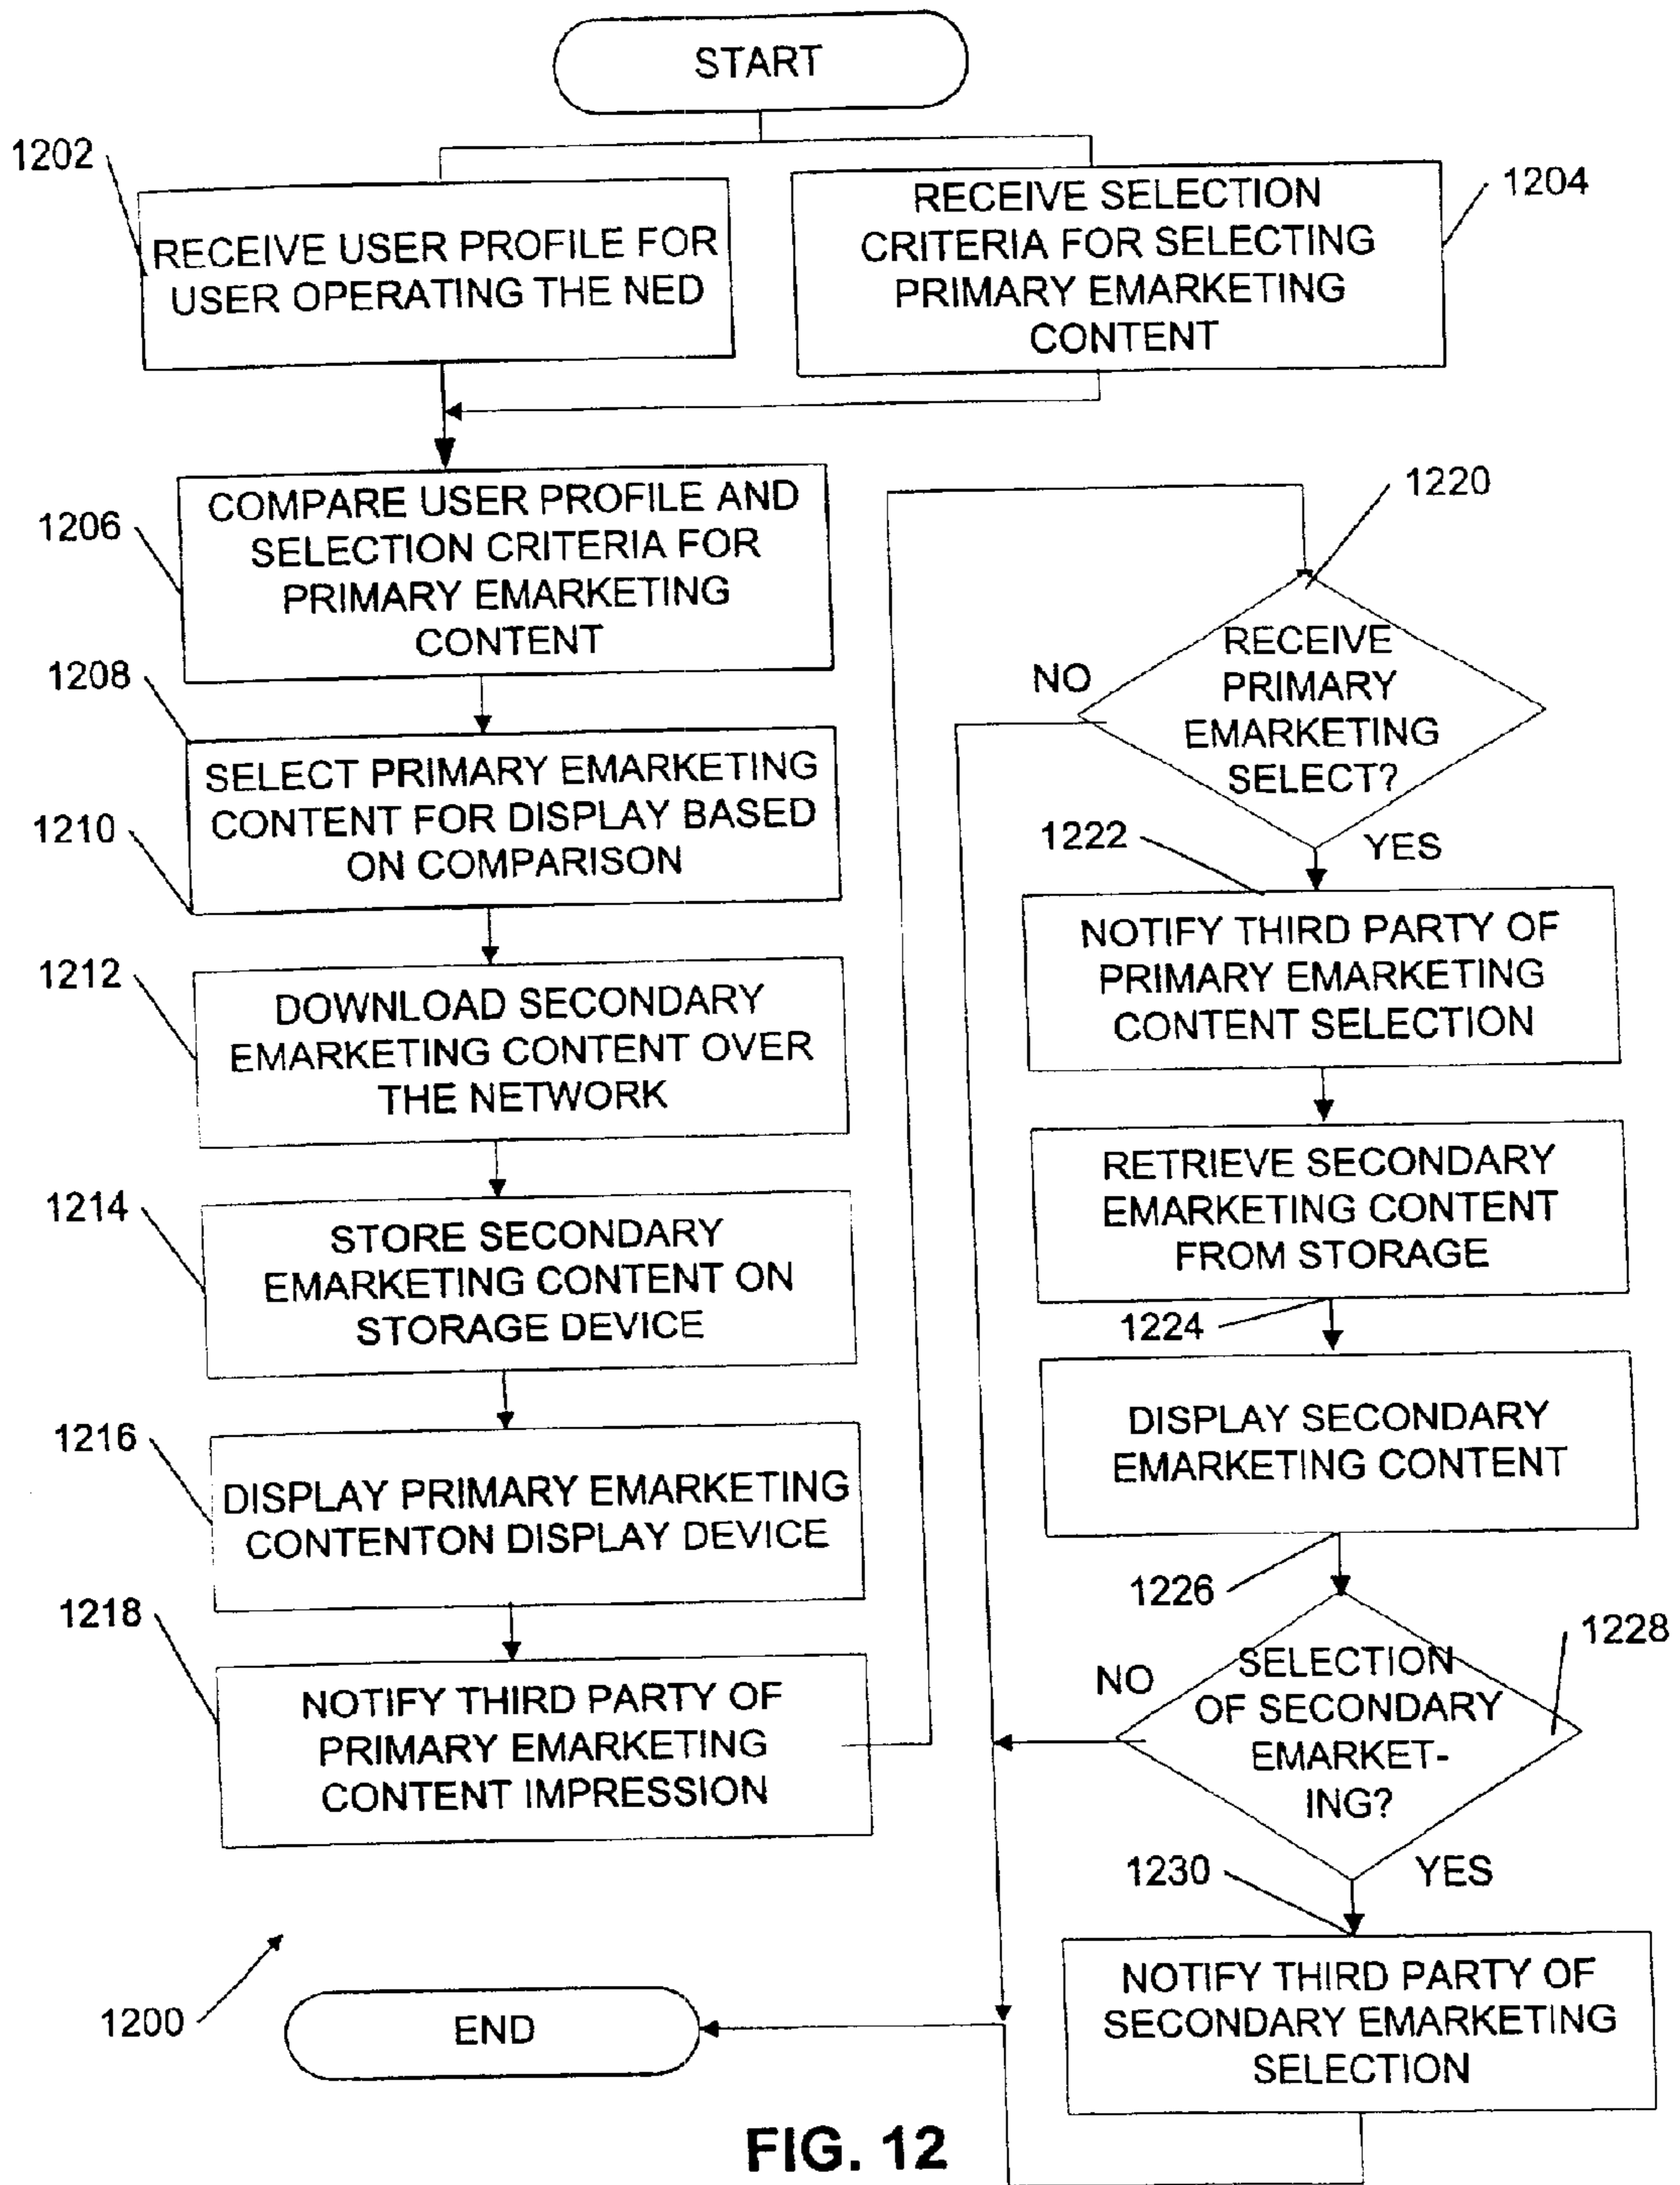 START
1202
RECEIVE USER PROFILE FOR
USER OPERATING THE NED
RECEIVE SELECTION
CRITERIA FOR SELECTING
PRIMARY EMARKETING
CONTENT
1204
1206
COMPARE USER PROFILE AND
SELECTION CRITERIA FOR
PRIMARY EMARKETING
CONTENT
1208
SELECT PRIMARY EMARKETING
CONTENT FOR DISPLAY BASED
ON COMPARISON
1210
1212
DOWNLOAD SECONDARY
EMARKETING CONTENT OVER
THE NETWORK
1214
STORE SECONDARY
EMARKETING CONTENT ON
STORAGE DEVICE
1216
DISPLAY PRIMARY EMARKETING
CONTENTON DISPLAY DEVICE
1218
NOTIFY THIRD PARTY OF
PRIMARY EMARKETING
CONTENT IMPRESSION
1220
RECEIVE
PRIMARY
EMARKETING
SELECT?
NO
YES
1222
NOTIFY THIRD PARTY OF
PRIMARY EMARKETING
CONTENT SELECTION
RETRIEVE SECONDARY
EMARKETING CONTENT
FROM STORAGE
1224
DISPLAY SECONDARY
EMARKETING CONTENT
1226
1228
SELECTION
OF SECONDARY
EMARKET-
ING?
NO
YES
1230
NOTIFY THIRD PARTY OF
SECONDARY EMARKETING
SELECTION
1200
END
FIG. 12